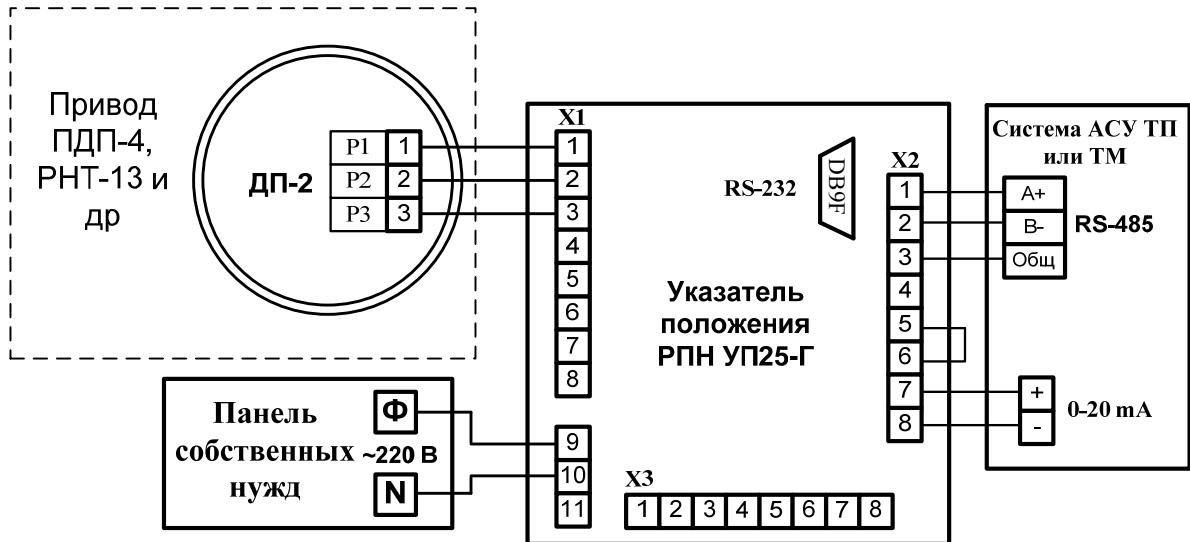 Привод
ПДП-4,
РНТ-13 и
др
ДП-2
P1 1
P2 2
P3 3
X1
1
2
3
4
5
6
7
8
9
10
11
RS-232
DB9F
Указатель
положения
РПН УП25-Г
X2
1
2
3
4
5
6
7
8
X3
1 2 3 4 5 6 7 8
Система АСУ ТП
или ТМ
A+
B-
Общ
RS-485
+
-
0-20 mA
Панель
собственных
нужд
~220 В
Ф
N